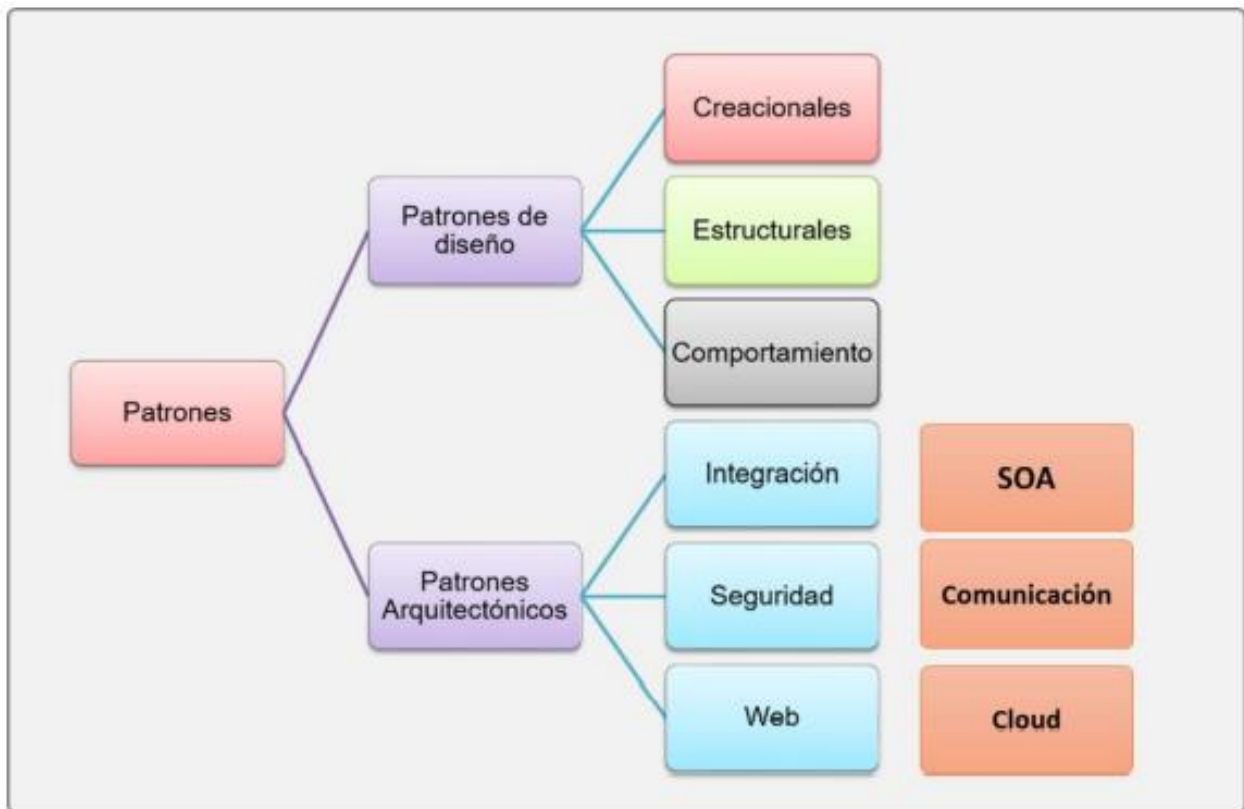 Creacionales
Patrones de
diseño
Estructurales
Comportamiento
Patrones
Integración
SOA
Patrones
Arquitectónicos
Seguridad
Comunicación
Web
Cloud